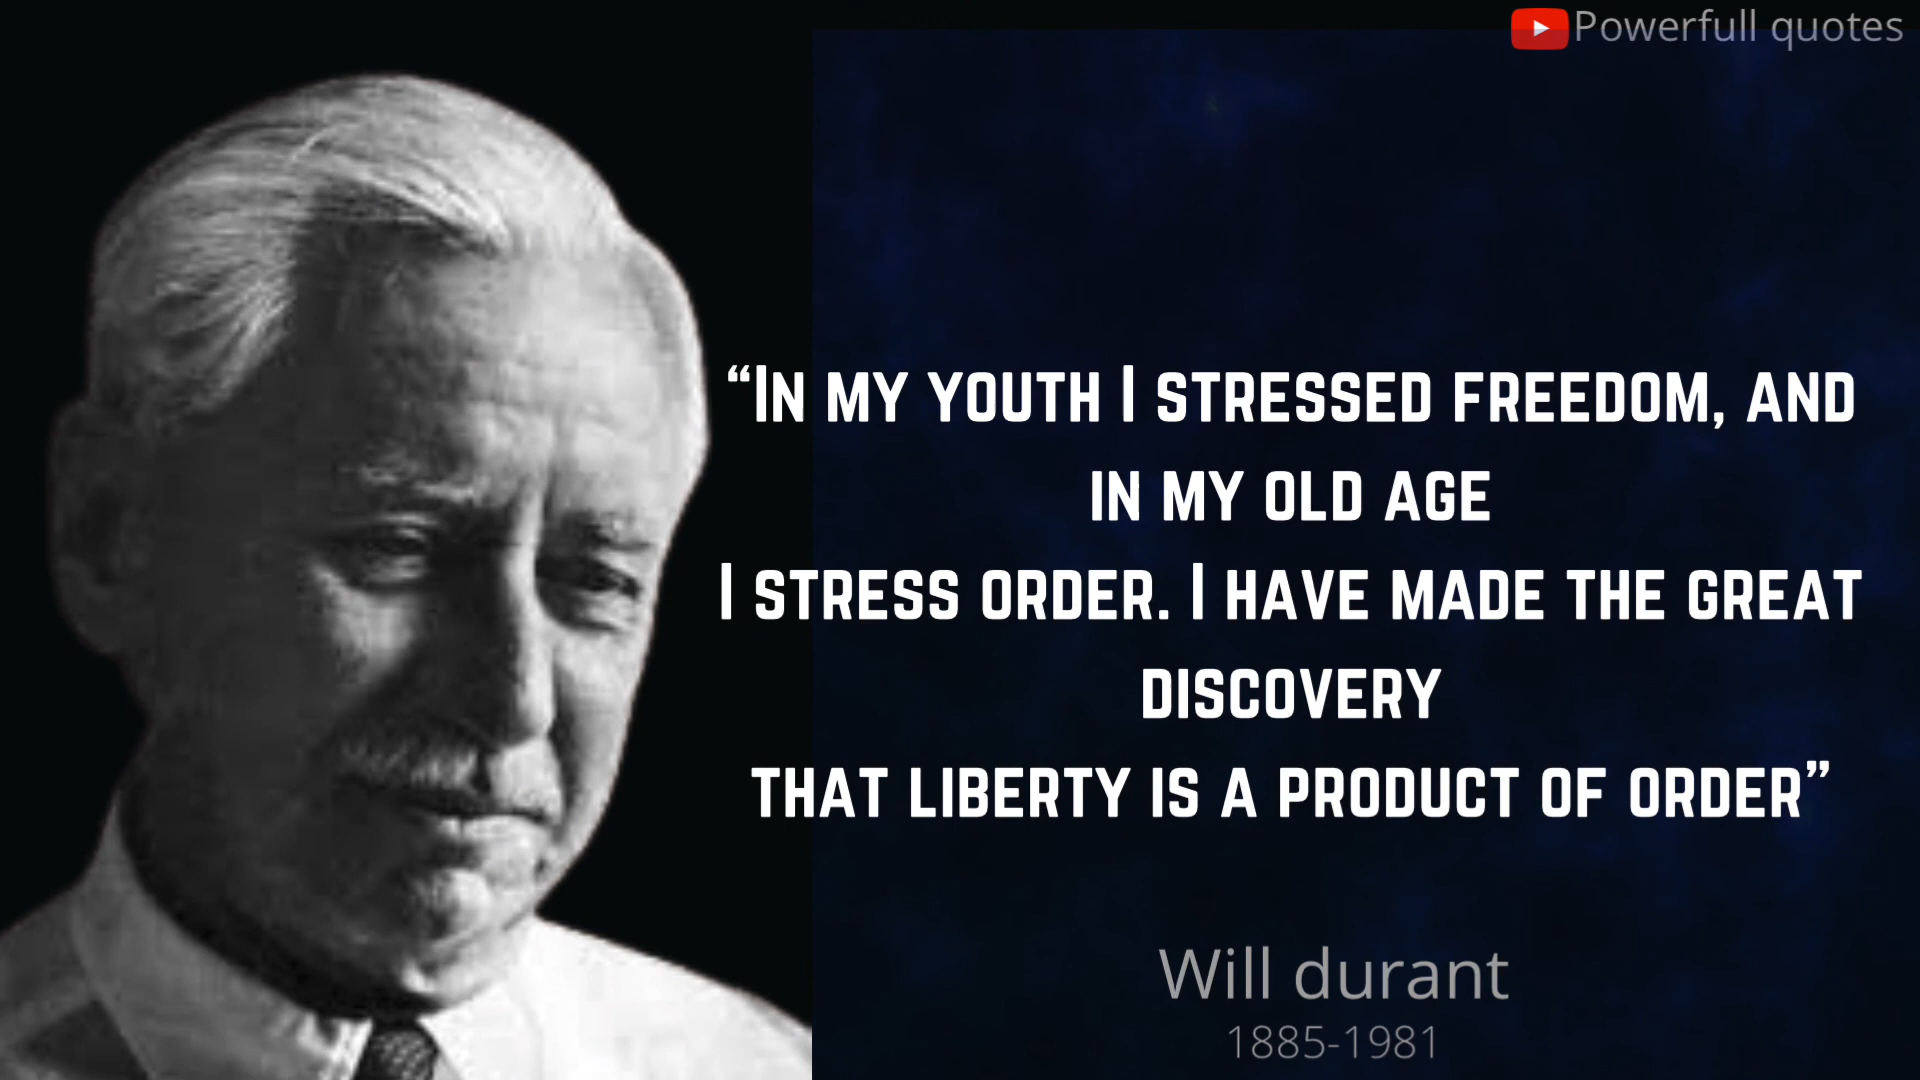 Powerfull quotes
“In my youth I stressed freedom, and
in my old age
I stress order. I have made the great
discovery
that liberty is a product of order”
Will durant
1885-1981